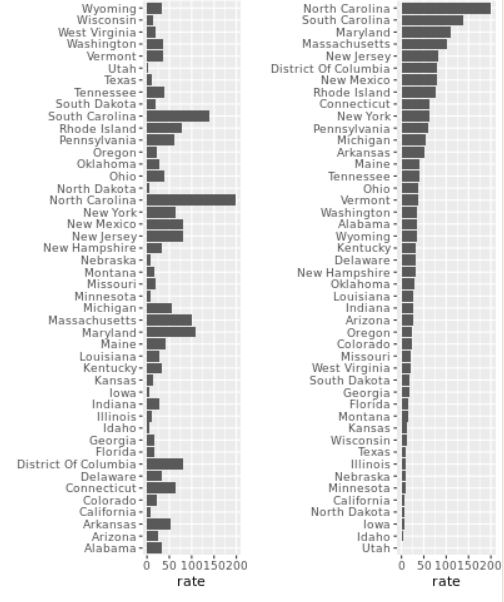 Wyoming
Wisconsin
West Virginia
Washington
Vermont
Utah
Texas
Tennessee
South Dakota
South Carolina
Rhode Island
Pennsylvania
Oregon
Oklahoma
Ohio
North Dakota
North Carolina
New York
New Mexico
New Jersey
New Hampshire
Nebraska
Montana
Missouri
Minnesota
Michigan
Massachusetts
Maryland
Maine
Louisiana
Kentucky
Kansas
Iowa
Indiana
Illinois
Idaho
Georgia
Florida
District Of Columbia
Delaware
Connecticut
Colorado
California
Arkansas
Arizona
Alabama
0 50 100 150 200
rate
North Carolina
South Carolina
Maryland
Massachusetts
New Jersey
District Of Columbia
New Mexico
Rhode Island
Connecticut
New York
Pennsylvania
Michigan
Arkansas
Maine
Tennessee
Ohio
Vermont
Washington
Alabama
Wyoming
Kentucky
Delaware
New Hampshire
Oklahoma
Louisiana
Indiana
Arizona
Oregon
Colorado
Missouri
West Virginia
South Dakota
Georgia
Florida
Montana
Kansas
Wisconsin
Texas
Illinois
Nebraska
Minnesota
California
North Dakota
Iowa
Idaho
Utah
0 50 100 150 200
rate